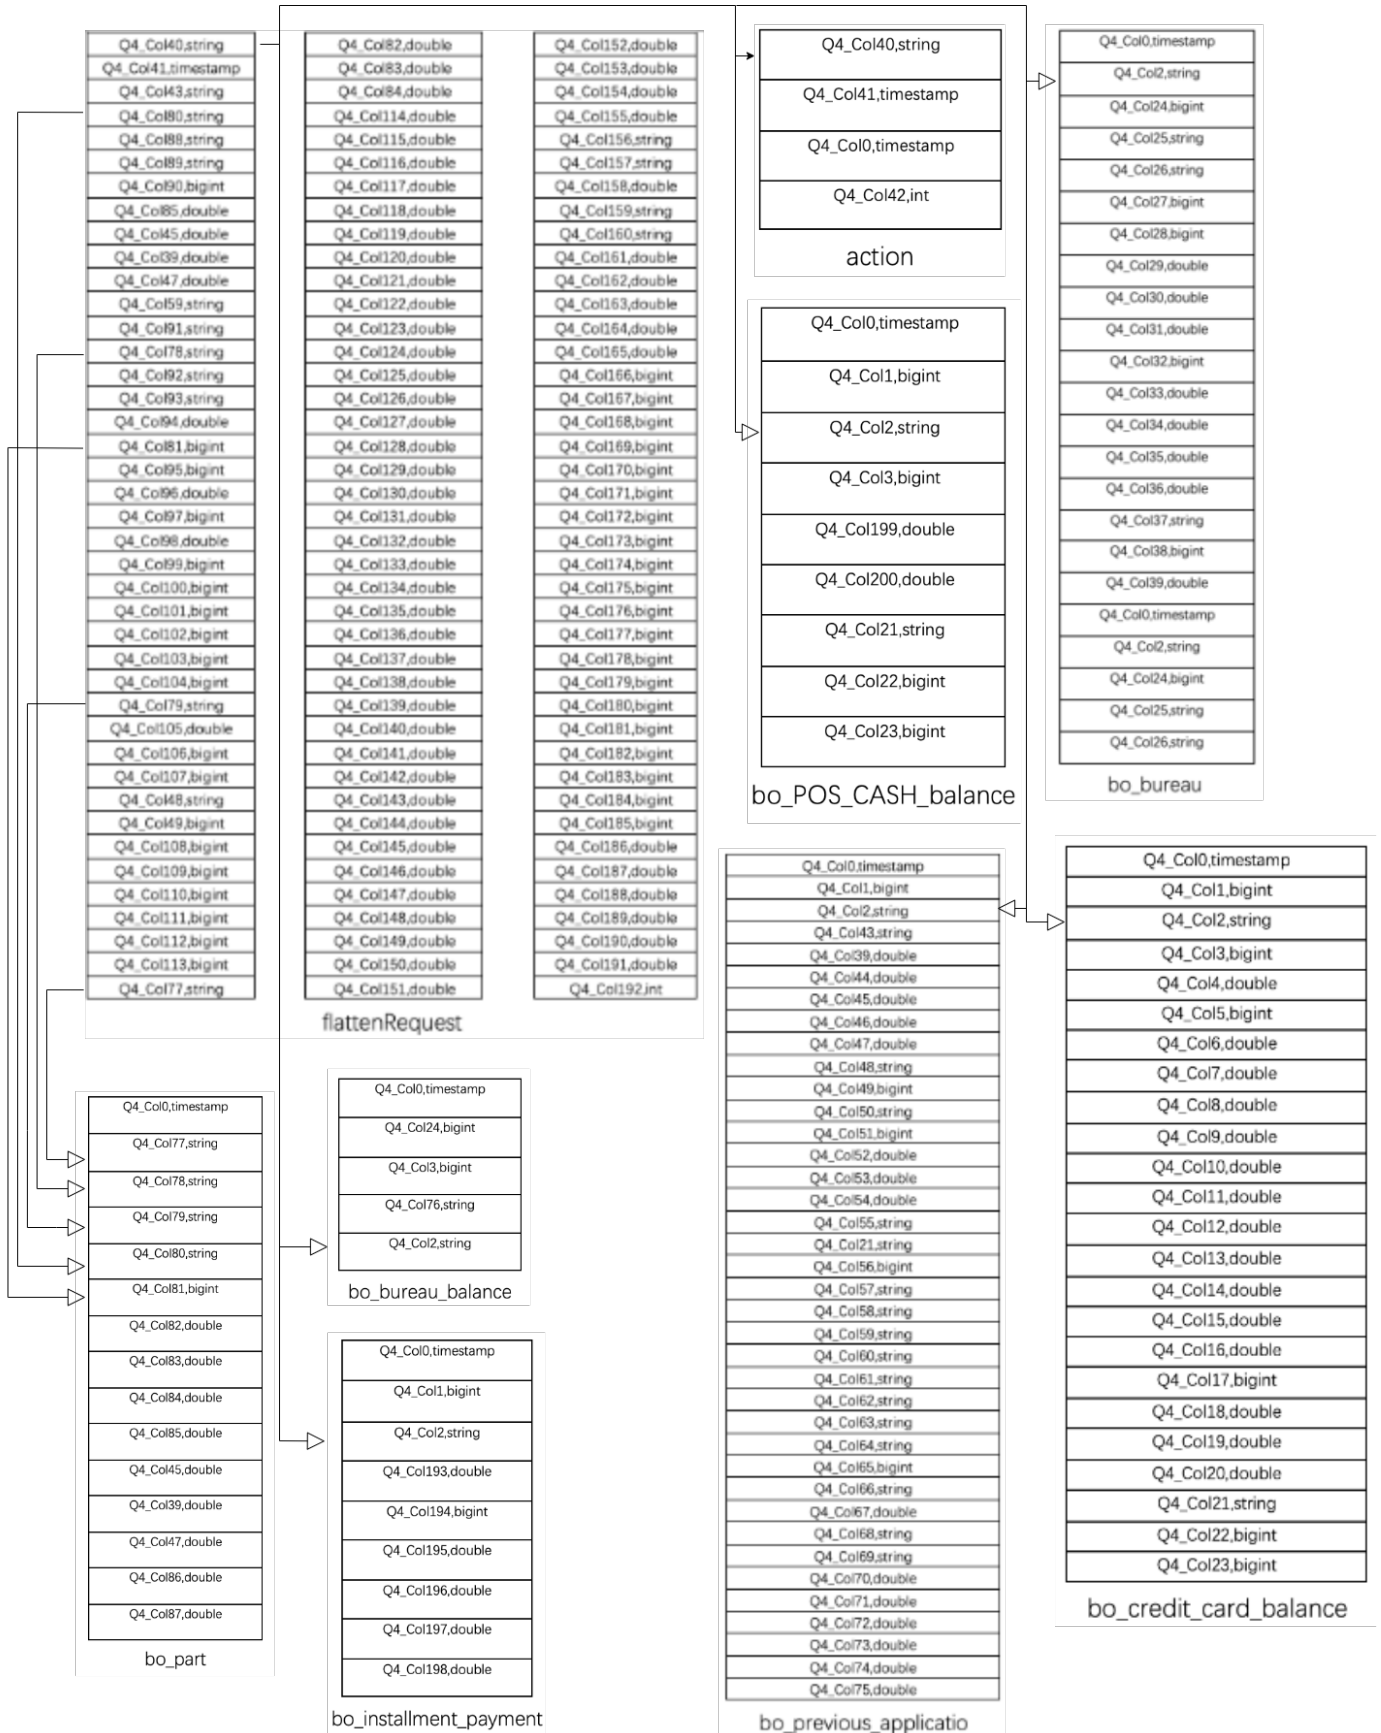 Q4_Col40,string
Q4_Col41,timestamp
Q4_Col43,string
Q4_Col80,string
Q4_Col88,string
Q4_Col89,string
Q4_Col90,bigint
Q4_Col85,double
Q4_Col45,double
Q4_Col39,double
Q4_Col47,double
Q4_Col59,string
Q4_Col91,string
Q4_Col78,string
Q4_Col92,string
Q4_Col93,string
Q4_Col94,double
Q4_Col81,bigint
Q4_Col95,bigint
Q4_Col96,double
Q4_Col97,bigint
Q4_Col98,double
Q4_Col99,bigint
Q4_Col100,bigint
Q4_Col101,bigint
Q4_Col102,bigint
Q4_Col103,bigint
Q4_Col104,bigint
Q4_Col79,string
Q4_Col105,double
Q4_Col106,bigint
Q4_Col107,bigint
Q4_Col48,string
Q4_Col49,bigint
Q4_Col108,bigint
Q4_Col109,bigint
Q4_Col110,bigint
Q4_Col111,bigint
Q4_Col112,bigint
Q4_Col113,bigint
Q4_Col77,string
Q4_Col82,double
Q4_Col83,double
Q4_Col84,double
Q4_Col114,double
Q4_Col115,double
Q4_Col116,double
Q4_Col117,double
Q4_Col118,double
Q4_Col119,double
Q4_Col120,double
Q4_Col121,double
Q4_Col122,double
Q4_Col123,double
Q4_Col124,double
Q4_Col125,double
Q4_Col126,double
Q4_Col127,double
Q4_Col128,double
Q4_Col129,double
Q4_Col130,double
Q4_Col131,double
Q4_Col132,double
Q4_Col133,double
Q4_Col134,double
Q4_Col135,double
Q4_Col136,double
Q4_Col137,double
Q4_Col138,double
Q4_Col139,double
Q4_Col140,double
Q4_Col141,double
Q4_Col142,double
Q4_Col143,double
Q4_Col144,double
Q4_Col145,double
Q4_Col146,double
Q4_Col147,double
Q4_Col148,double
Q4_Col149,double
Q4_Col150,double
Q4_Col151,double
Q4_Col152,double
Q4_Col153,double
Q4_Col154,double
Q4_Col155,double
Q4_Col156,string
Q4_Col157,string
Q4_Col158,double
Q4_Col159,string
Q4_Col160,string
Q4_Col161,double
Q4_Col162,double
Q4_Col163,double
Q4_Col164,double
Q4_Col165,double
Q4_Col166,bigint
Q4_Col167,bigint
Q4_Col168,bigint
Q4_Col169,bigint
Q4_Col170,bigint
Q4_Col171,bigint
Q4_Col172,bigint
Q4_Col173,bigint
Q4_Col174,bigint
Q4_Col175,bigint
Q4_Col176,bigint
Q4_Col177,bigint
Q4_Col178,bigint
Q4_Col179,bigint
Q4_Col180,bigint
Q4_Col181,bigint
Q4_Col182,bigint
Q4_Col183,bigint
Q4_Col184,bigint
Q4_Col185,bigint
Q4_Col186,double
Q4_Col187,double
Q4_Col188,double
Q4_Col189,double
Q4_Col190,double
Q4_Col191,double
Q4_Col192,int
flattenRequest
Q4_Col40,string
Q4_Col41,timestamp
Q4_Col0,timestamp
Q4_Col42,int
action
Q4_Col0,timestamp
Q4_Col1,bigint
Q4_Col2,string
Q4_Col3,bigint
Q4_Col199,double
Q4_Col200,double
Q4_Col21,string
Q4_Col22,bigint
Q4_Col23,bigint
bo_POS_CASH_balance
Q4_Col0,timestamp
Q4_Col2,string
Q4_Col24,bigint
Q4_Col25,string
Q4_Col26,string
Q4_Col27,bigint
Q4_Col28,bigint
Q4_Col29,double
Q4_Col30,double
Q4_Col31,double
Q4_Col32,bigint
Q4_Col33,double
Q4_Col34,double
Q4_Col35,double
Q4_Col36,double
Q4_Col37,string
Q4_Col38,bigint
Q4_Col39,double
Q4_Col0,timestamp
Q4_Col2,string
Q4_Col24,bigint
Q4_Col25,string
Q4_Col26,string
bo_bureau
Q4_Col0,timestamp
Q4_Col77,string
Q4_Col78,string
Q4_Col79,string
Q4_Col80,string
Q4_Col81,bigint
Q4_Col82,double
Q4_Col83,double
Q4_Col84,double
Q4_Col85,double
Q4_Col45,double
Q4_Col39,double
Q4_Col47,double
Q4_Col86,double
Q4_Col87,double
bo_part
Q4_Col0,timestamp
Q4_Col24,bigint
Q4_Col3,bigint
Q4_Col76,string
Q4_Col2,string
bo_bureau_balance
Q4_Col0,timestamp
Q4_Col1,bigint
Q4_Col2,string
Q4_Col193,double
Q4_Col194,bigint
Q4_Col195,double
Q4_Col196,double
Q4_Col197,double
Q4_Col198,double
bo_installment_payment
Q4_Col0,timestamp
Q4_Col1,bigint
Q4_Col2,string
Q4_Col43,string
Q4_Col39,double
Q4_Col44,double
Q4_Col45,double
Q4_Col46,double
Q4_Col47,double
Q4_Col48,string
Q4_Col49,bigint
Q4_Col50,string
Q4_Col51,bigint
Q4_Col52,double
Q4_Col53,double
Q4_Col54,double
Q4_Col55,string
Q4_Col21,string
Q4_Col56,bigint
Q4_Col57,string
Q4_Col58,string
Q4_Col59,string
Q4_Col60,string
Q4_Col61,string
Q4_Col62,string
Q4_Col63,string
Q4_Col64,string
Q4_Col65,bigint
Q4_Col66,string
Q4_Col67,double
Q4_Col68,string
Q4_Col69,string
Q4_Col70,double
Q4_Col71,double
Q4_Col72,double
Q4_Col73,double
Q4_Col74,double
Q4_Col75,double
bo_previous_applicatio
Q4_Col0,timestamp
Q4_Col1,bigint
Q4_Col2,string
Q4_Col3,bigint
Q4_Col4,double
Q4_Col5,bigint
Q4_Col6,double
Q4_Col7,double
Q4_Col8,double
Q4_Col9,double
Q4_Col10,double
Q4_Col11,double
Q4_Col12,double
Q4_Col13,double
Q4_Col14,double
Q4_Col15,double
Q4_Col16,double
Q4_Col17,bigint
Q4_Col18,double
Q4_Col19,double
Q4_Col20,double
Q4_Col21,string
Q4_Col22,bigint
Q4_Col23,bigint
bo_credit_card_balance